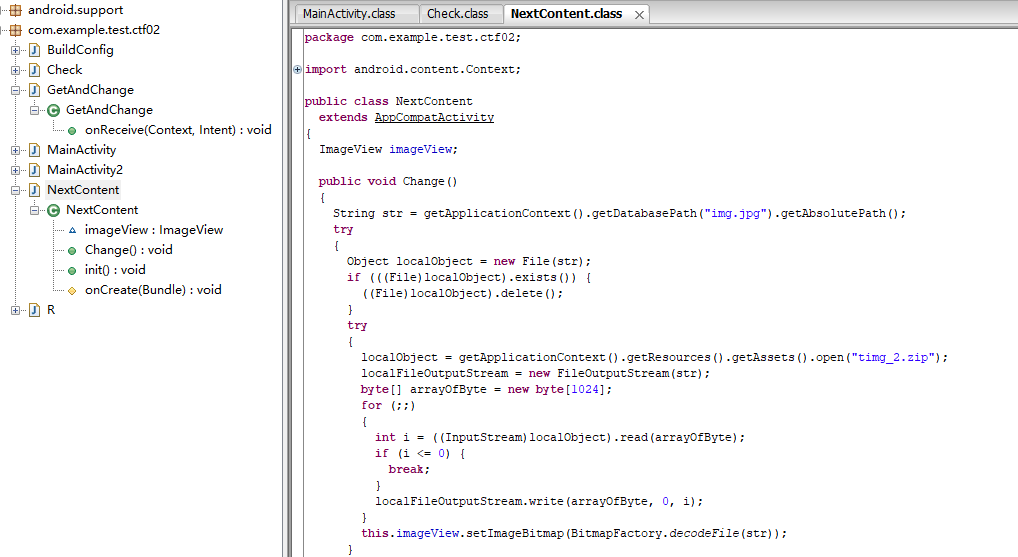 android.support
com.example.test.ctf02
BuildConfig
Check
GetAndChange
GetAndChange
onReceive(Context, Intent) : void
MainActivity
MainActivity2
NextContent
NextContent
imageView : ImageView
Change() : void
init() : void
onCreate(Bundle) : void
R
MainActivity.class
Check.class
NextContent.class
package com.example.test.ctf02;
import android.content.Context;
public class NextContent
extends AppCompatActivity
{
ImageView imageView;
public void Change()
{
String str = getApplicationContext().getDatabasePath("img.jpg").getAbsolutePath();
try
{
Object localObject = new File(str);
if (((File)localObject).exists()) {
((File)localObject).delete();
}
try
{
localObject = getApplicationContext().getResources().getAssets().open("timg_2.zip");
localFileOutputStream = new FileOutputStream(str);
byte[] arrayOfByte = new byte[1024];
for (;;)
{
int i = ((InputStream)localObject).read(arrayOfByte);
if (i <= 0) {
break;
}
localFileOutputStream.write(arrayOfByte, 0, i);
}
this.imageView.setImageBitmap(BitmapFactory.decodeFile(str));
}